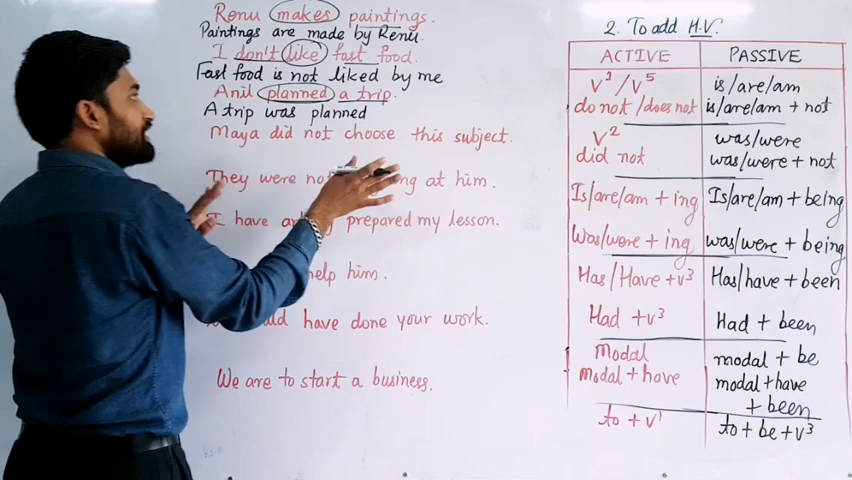 Renu makes paintings.
Paintings are made by Renu.
I don't like fast food.
Fast food is not liked by me
Anil planned a trip.
A trip was planned
Maya did not choose this subject.
They were not at him.
I have prepared my lesson.
help him.
have done your work.
We are to start a business.
2. To add H.V.
ACTIVE PASSIVE
V¹/V⁵ is/are/am
do not/does not is/are/am + not
V² was/were
did not was/were + not
Is/are/am + ing Is/are/am + being
Was/were + ing was/were + being
Has/Have + V³ Has/have + been
Had + V³ Had + been
Modal modal + be
modal + have modal + have
+ been
to + V¹ to + be + V³